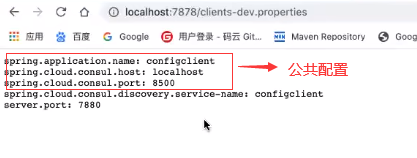 localhost:7878/clients-dev.properties
应用 百度 Google 用户登录 - 码云 Git... Maven Repository G
spring.application.name: configclient
spring.cloud.consul.host: localhost
spring.cloud.consul.port: 8500
公共配置
spring.cloud.consul.discovery.service-name: configclient
server.port: 7880